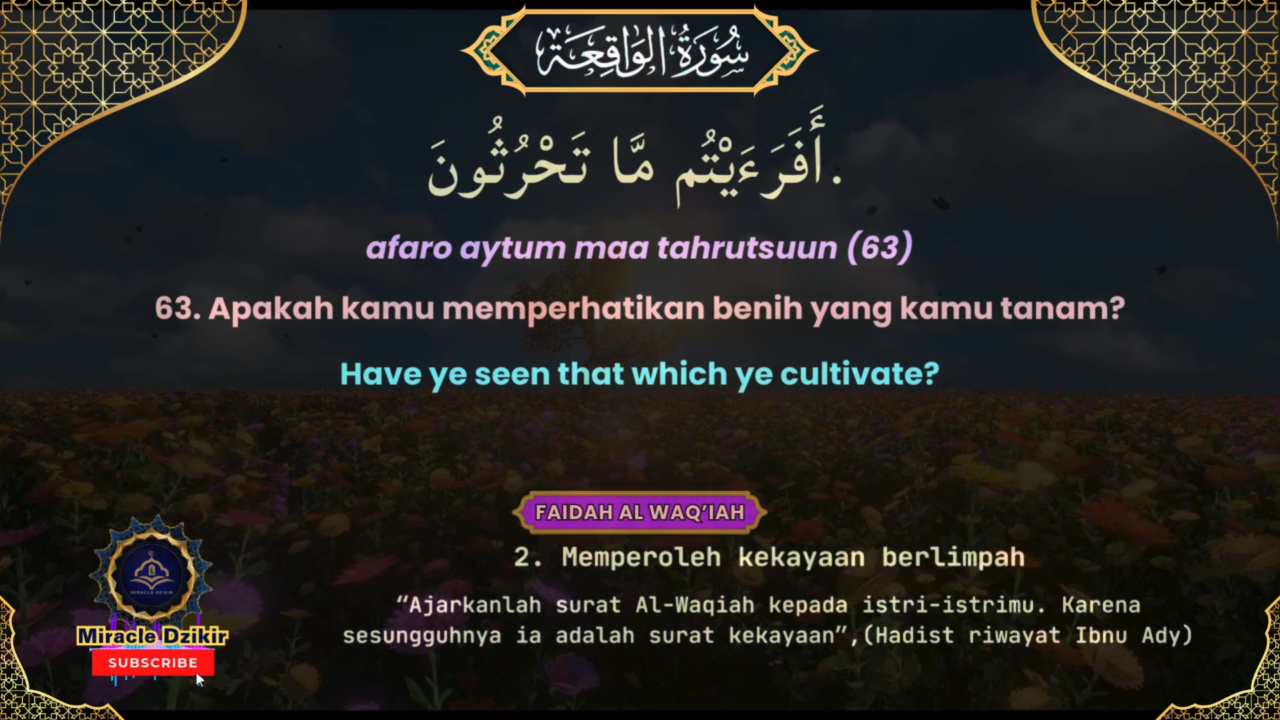 سُورَةُ الوَاقِعَة
أَفَرَءَيْتُم مَّا تَحْرُثُونَ.
afaro aytum maa tahrutsuun (63)
63. Apakah kamu memperhatikan benih yang kamu tanam?
Have ye seen that which ye cultivate?
FAIDAH AL WAQ’IAH
2. Memperoleh kekayaan berlimpah
“Ajarkanlah surat Al-Waqiah kepada istri-istrimu. Karena
sesungguhnya ia adalah surat kekayaan”,(Hadist riwayat Ibnu Ady)
MIRACLE DZIKIR
Miracle Dzikir
SUBSCRIBE